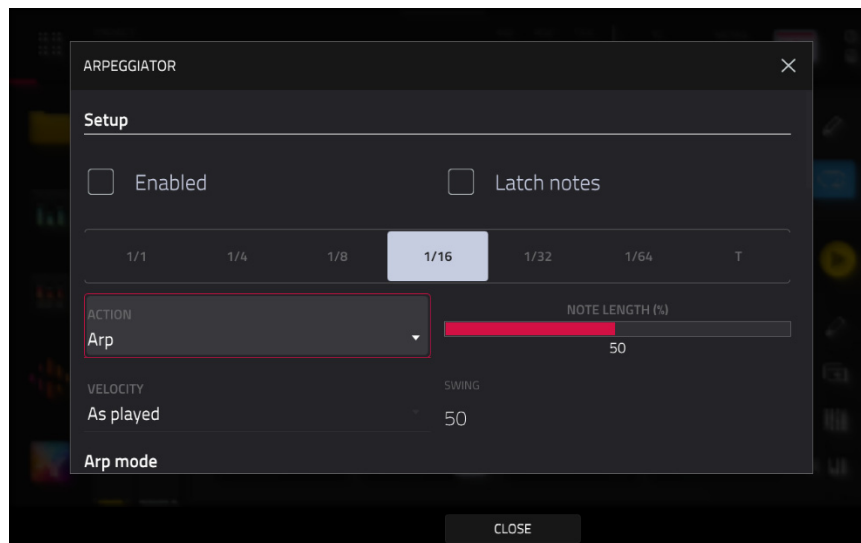 ARPEGGIATOR
Setup
Enabled Latch notes
1/1 1/4 1/8 1/16 1/32 1/64 T
ACTION NOTE LENGTH (%)
Arp
50
VELOCITY SWING
As played 50
Arp mode
CLOSE